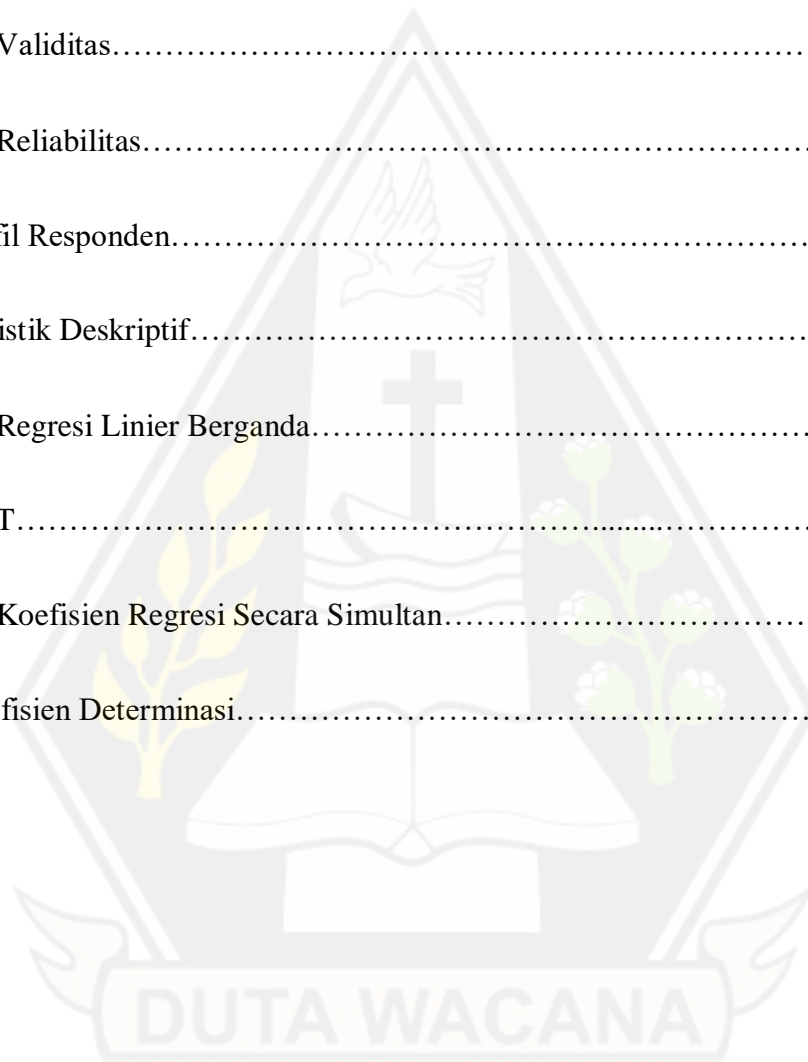 Validitas……………………………………………………………
Reliabilitas…………………………………………………………
fil Responden………………………………………………………
istik Deskriptif……………………………………………………
Regresi Linier Berganda…………………………………………
T……………………………………………….........……………
Koefisien Regresi Secara Simultan………………………………
fisien Determinasi…………………………………………………
DUTA WACANA